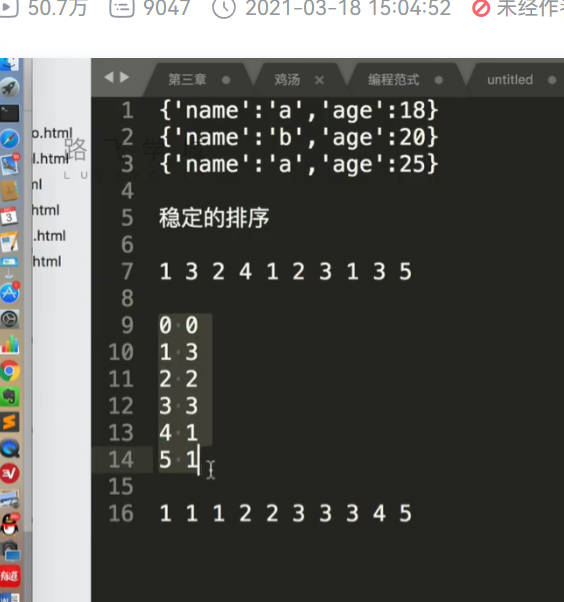 50.7万 9047 2021-03-18 15:04:52 未经作者
第三章 鸡汤 编程范式 untitled
1 {'name':'a','age':18}
o.html
2 {'name':'b','age':20}
l.html
3 {'name':'a','age':25}
ml
4
html
5 稳定的排序
.html
6
html
7 1 3 2 4 1 2 3 1 3 5
8
9 0 0
10 1 3
11 2 2
12 3 3
13 4 1
14 5 1
15
16 1 1 1 2 2 3 3 3 4 5